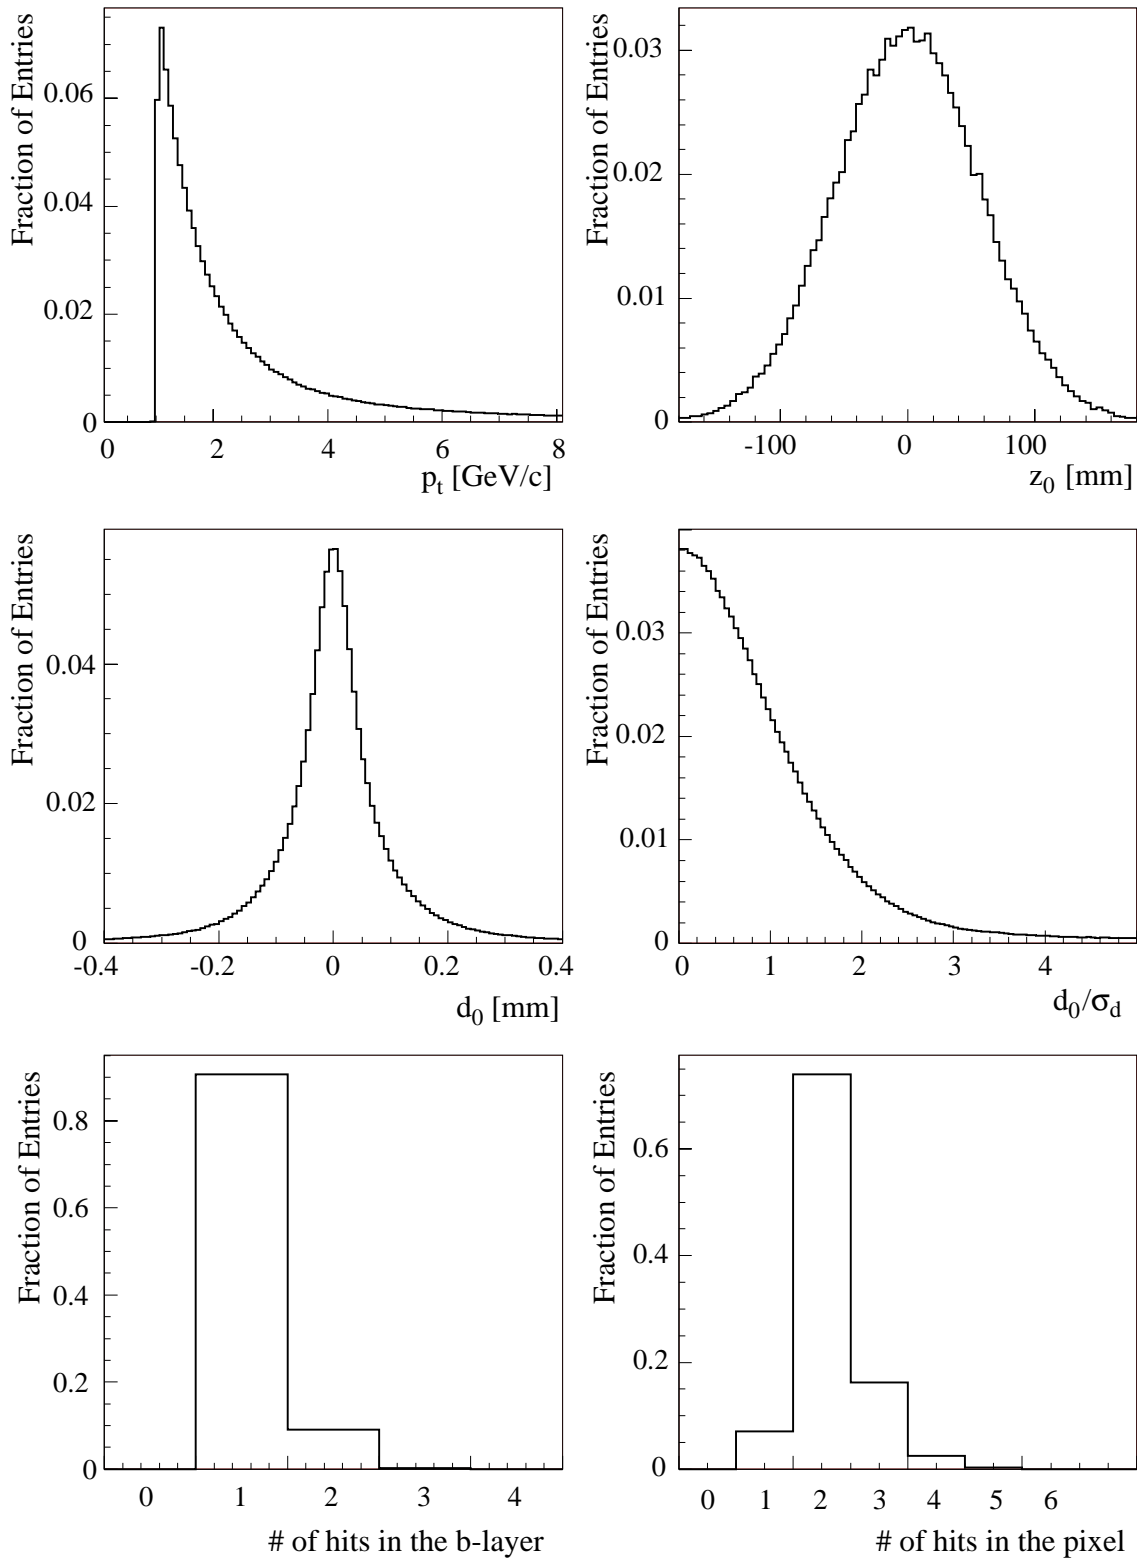 Fraction of Entries
0.06
0.04
0.02
0
0 2 4 6 8
p_t [GeV/c]
Fraction of Entries
0.03
0.02
0.01
0
-100 0 100
z_0 [mm]
Fraction of Entries
0.04
0.02
0
-0.4 -0.2 0 0.2 0.4
d_0 [mm]
Fraction of Entries
0.03
0.02
0.01
0
0 1 2 3 4
d_0/σ_d
Fraction of Entries
0.8
0.6
0.4
0.2
0
0 1 2 3 4
# of hits in the b-layer
Fraction of Entries
0.6
0.4
0.2
0
0 1 2 3 4 5 6
# of hits in the pixel